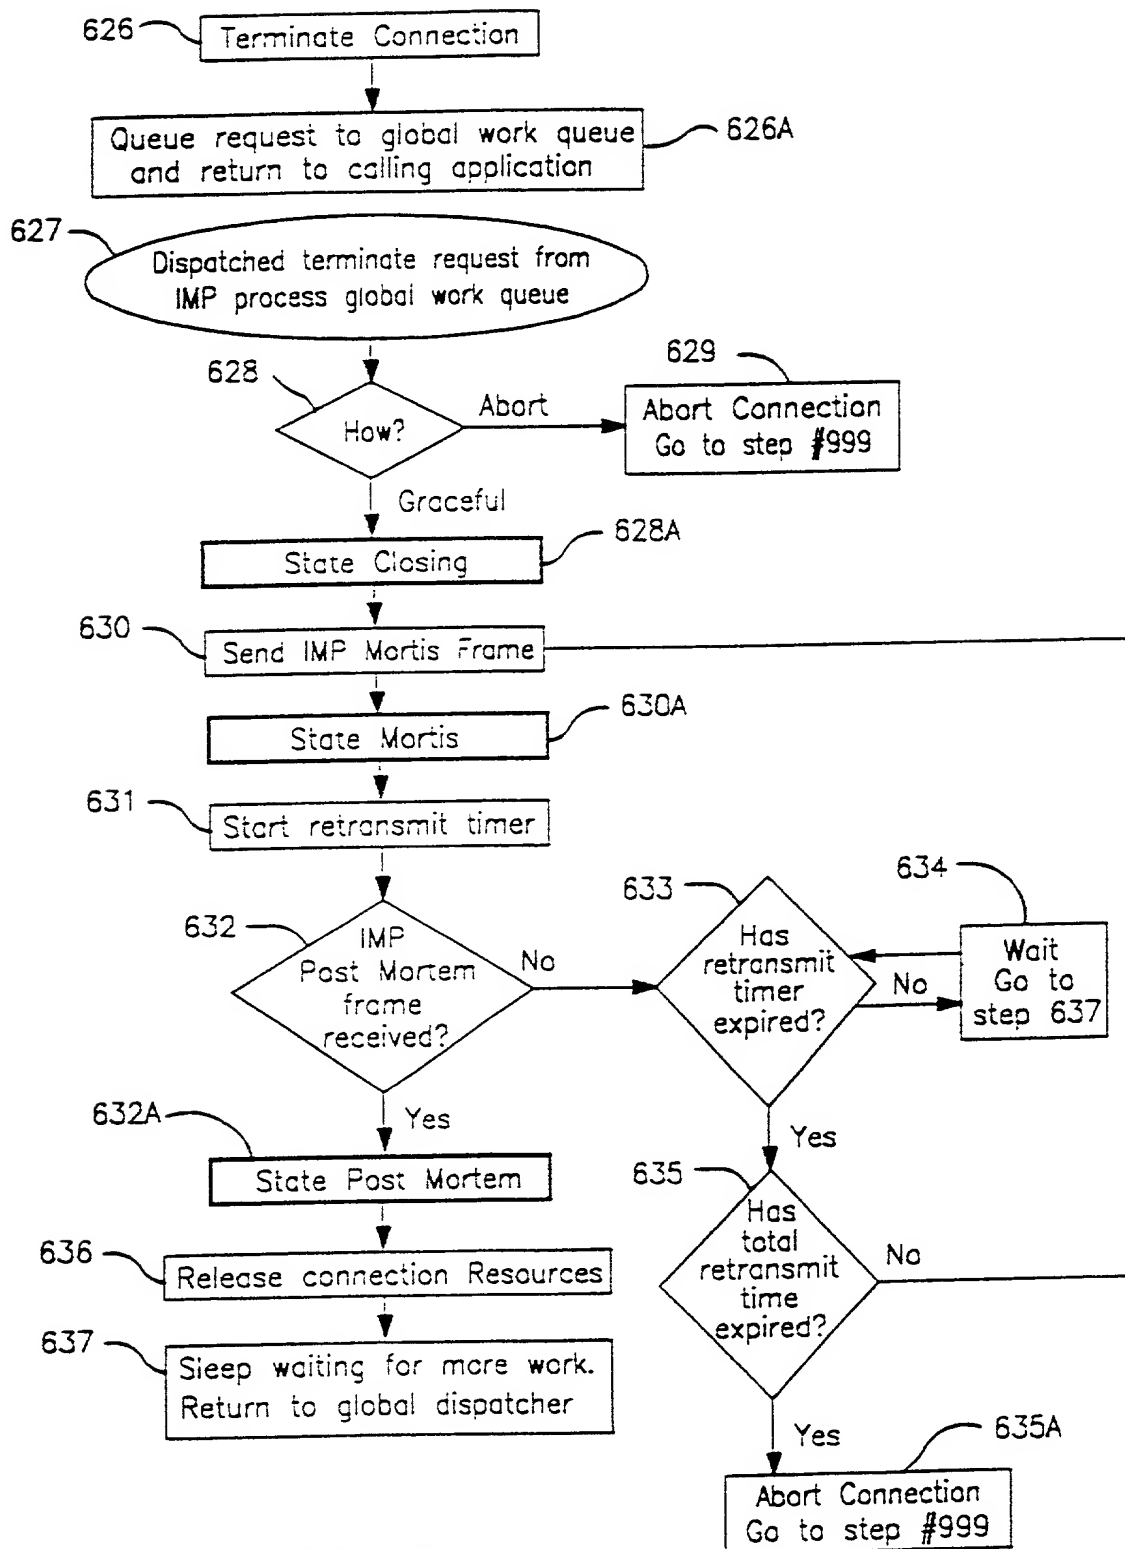 626
Terminate Connection
Queue request to global work queue
and return to calling application
626A
627
Dispatched terminate request from
IMP process global work queue
628
How?
Abort
629
Abort Connection
Go to step #999
Graceful
628A
State Closing
630
Send IMP Mortis Frame
630A
State Mortis
631
Start retransmit timer
632
IMP
Post Mortem
frame
received?
No
633
Has
retransmit
timer
expired?
No
634
Wait
Go to
step 637
Yes
632A
State Post Mortem
Yes
635
Has
total
retransmit
time
expired?
No
636
Release connection Resources
637
Sleep waiting for more work.
Return to global dispatcher
Yes
635A
Abort Connection
Go to step #999